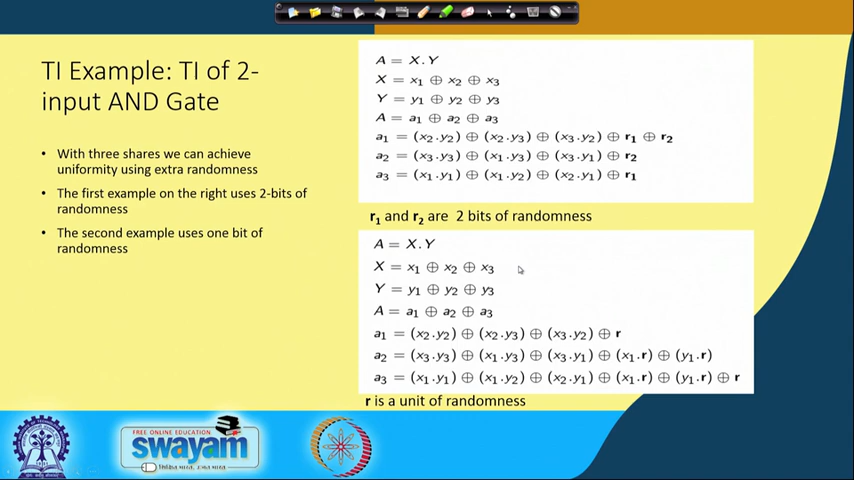 TI Example: TI of 2-
input AND Gate
• With three shares we can achieve
uniformity using extra randomness
• The first example on the right uses 2-bits of
randomness
• The second example uses one bit of
randomness
A = X.Y
X = x₁ ⊕ x₂ ⊕ x₃
Y = y₁ ⊕ y₂ ⊕ y₃
A = a₁ ⊕ a₂ ⊕ a₃
a₁ = (x₂.y₂) ⊕ (x₂.y₃) ⊕ (x₃.y₂) ⊕ r₁ ⊕ r₂
a₂ = (x₃.y₃) ⊕ (x₁.y₃) ⊕ (x₃.y₁) ⊕ r₂
a₃ = (x₁.y₁) ⊕ (x₁.y₂) ⊕ (x₂.y₁) ⊕ r₁
r₁ and r₂ are 2 bits of randomness
A = X.Y
X = x₁ ⊕ x₂ ⊕ x₃
Y = y₁ ⊕ y₂ ⊕ y₃
A = a₁ ⊕ a₂ ⊕ a₃
a₁ = (x₂.y₂) ⊕ (x₂.y₃) ⊕ (x₃.y₂) ⊕ r
a₂ = (x₃.y₃) ⊕ (x₁.y₃) ⊕ (x₃.y₁) ⊕ (x₁.r) ⊕ (y₁.r)
a₃ = (x₁.y₁) ⊕ (x₁.y₂) ⊕ (x₂.y₁) ⊕ (x₁.r) ⊕ (y₁.r) ⊕ r
r is a unit of randomness
FREE ONLINE EDUCATION
swayam